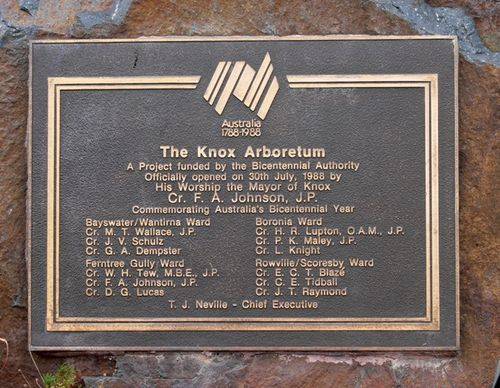 Australia
1788-1988
The Knox Arboretum
A Project funded by the Bicentennial Authority
Officially opened on 30th July, 1988 by
His Worship the Mayor of Knox
Cr. F. A. Johnson, J.P.
Commemorating Australia's Bicentennial Year
Bayswater/Wantirna Ward
Cr. M. T. Wallace, J.P.
Cr. J. V. Schulz
Cr. G. A. Dempster
Boronia Ward
Cr. H. R. Lupton, O.A.M., J.P.
Cr. P. K. Maley, J.P.
Cr. L. Knight
Ferntree Gully Ward
Cr. W. H. Tew, M.B.E., J.P.
Cr. F. A. Johnson, J.P.
Cr. D. G. Lucas
Rowville/Scoresby Ward
Cr. E. C. T. Blazé
Cr. C. E. Tidball
Cr. J. T. Raymond
T. J. Neville - Chief Executive